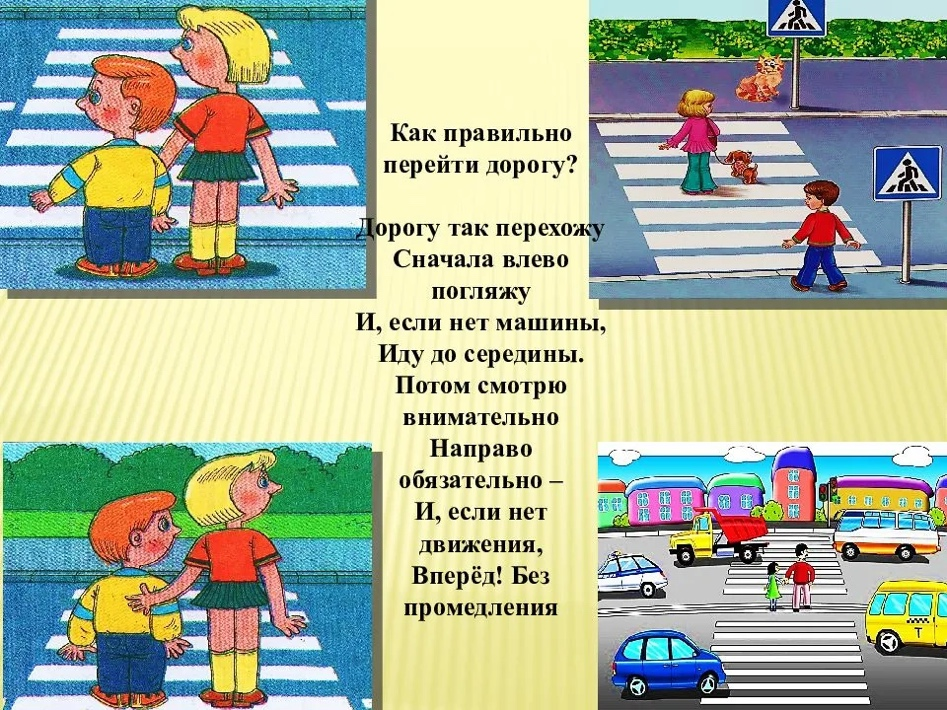 Как правильно
перейти дорогу?
Дорогу так перехожу
Сначала влево
погляжу
И, если нет машины,
Иду до середины.
Потом смотрю
внимательно
Направо
обязательно –
И, если нет
движения,
Вперёд! Без
промедления
Т